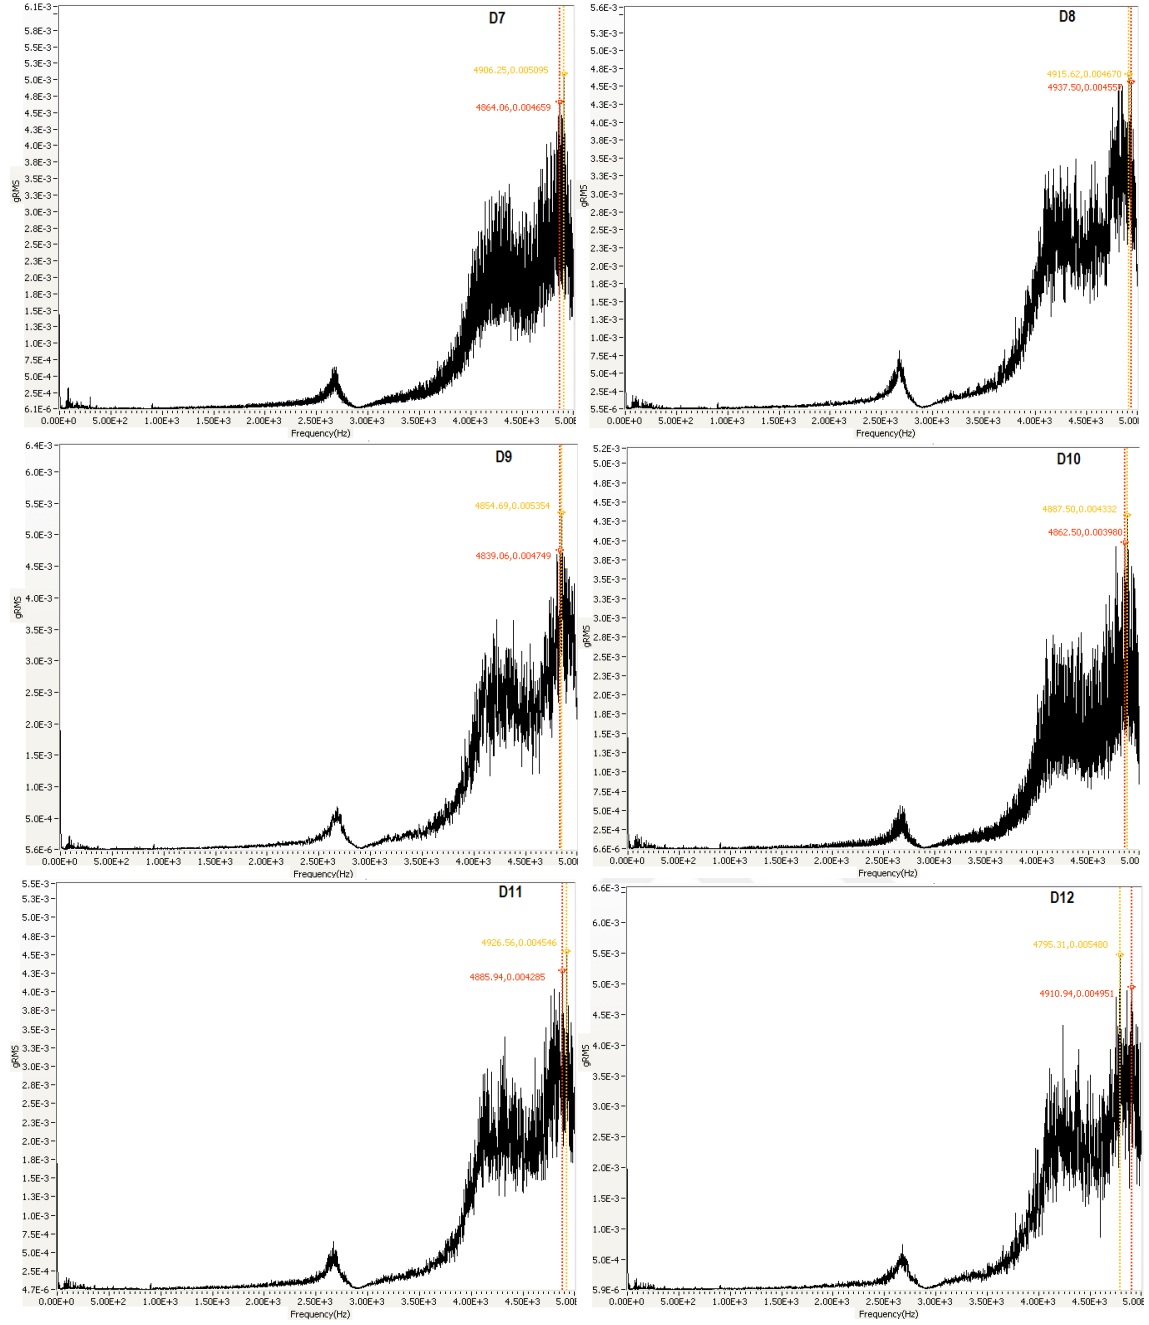 D7
6.1E-3
5.8E-3
5.5E-3
5.3E-3
5.0E-3
4.8E-3
4.5E-3
4.3E-3
4.0E-3
3.8E-3
3.5E-3
3.3E-3
3.0E-3
2.8E-3
2.5E-3
2.3E-3
2.0E-3
1.8E-3
1.5E-3
1.3E-3
1.0E-3
7.5E-4
5.0E-4
2.5E-4
6.1E-6
gRMS
4906.25,0.005095
4864.06,0.004659
0.00E+0 5.00E+2 1.00E+3 1.50E+3 2.00E+3 2.50E+3 3.00E+3 3.50E+3 4.00E+3 4.50E+3 5.00
Frequency(Hz)
D8
5.6E-3
5.3E-3
5.0E-3
4.8E-3
4.5E-3
4.3E-3
4.0E-3
3.8E-3
3.5E-3
3.3E-3
3.0E-3
2.8E-3
2.5E-3
2.3E-3
2.0E-3
1.8E-3
1.5E-3
1.3E-3
1.0E-3
7.5E-4
5.0E-4
2.5E-4
5.5E-6
gRMS
4915.62,0.004670
4937.50,0.004557
0.00E+0 5.00E+2 1.00E+3 1.50E+3 2.00E+3 2.50E+3 3.00E+3 3.50E+3 4.00E+3 4.50E+3 5.00
Frequency(Hz)
D9
6.4E-3
6.0E-3
5.5E-3
5.0E-3
4.5E-3
4.0E-3
3.5E-3
3.0E-3
2.5E-3
2.0E-3
1.5E-3
1.0E-3
5.0E-4
5.6E-6
gRMS
4854.69,0.005354
4839.06,0.004749
0.00E+0 5.00E+2 1.00E+3 1.50E+3 2.00E+3 2.50E+3 3.00E+3 3.50E+3 4.00E+3 4.50E+3 5.00
Frequency(Hz)
D10
5.2E-3
5.0E-3
4.8E-3
4.5E-3
4.3E-3
4.0E-3
3.8E-3
3.5E-3
3.3E-3
3.0E-3
2.8E-3
2.5E-3
2.3E-3
2.0E-3
1.8E-3
1.5E-3
1.3E-3
1.0E-3
7.5E-4
5.0E-4
2.5E-4
6.6E-6
gRMS
4887.50,0.004332
4862.50,0.003980
0.00E+0 5.00E+2 1.00E+3 1.50E+3 2.00E+3 2.50E+3 3.00E+3 3.50E+3 4.00E+3 4.50E+3 5.00
Frequency(Hz)
D11
5.5E-3
5.3E-3
5.0E-3
4.8E-3
4.5E-3
4.3E-3
4.0E-3
3.8E-3
3.5E-3
3.3E-3
3.0E-3
2.8E-3
2.5E-3
2.3E-3
2.0E-3
1.8E-3
1.5E-3
1.3E-3
1.0E-3
7.5E-4
5.0E-4
2.5E-4
4.7E-6
gRMS
4926.56,0.004546
4885.94,0.004285
0.00E+0 5.00E+2 1.00E+3 1.50E+3 2.00E+3 2.50E+3 3.00E+3 3.50E+3 4.00E+3 4.50E+3 5.00
Frequency(Hz)
D12
6.6E-3
6.0E-3
5.5E-3
5.0E-3
4.5E-3
4.0E-3
3.5E-3
3.0E-3
2.5E-3
2.0E-3
1.5E-3
1.0E-3
5.0E-4
5.9E-6
gRMS
4795.31,0.005480
4910.94,0.004951
0.00E+0 5.00E+2 1.00E+3 1.50E+3 2.00E+3 2.50E+3 3.00E+3 3.50E+3 4.00E+3 4.50E+3 5.00
Frequency(Hz)